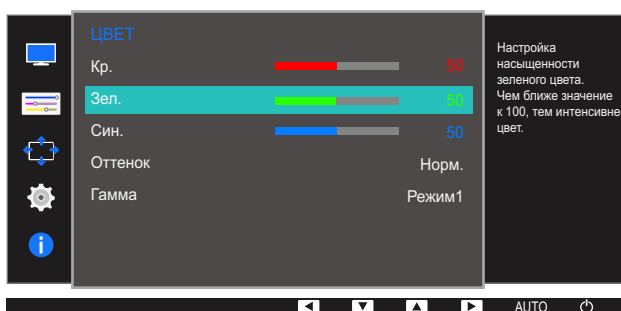 ЦВЕТ
Кр. 50
Зел. 50
Син. 50
Оттенок Норм.
Гамма Режим1
Настройка
насыщенности
зеленого цвета.
Чем ближе значение
к 100, тем интенсивне
цвет.
AUTO